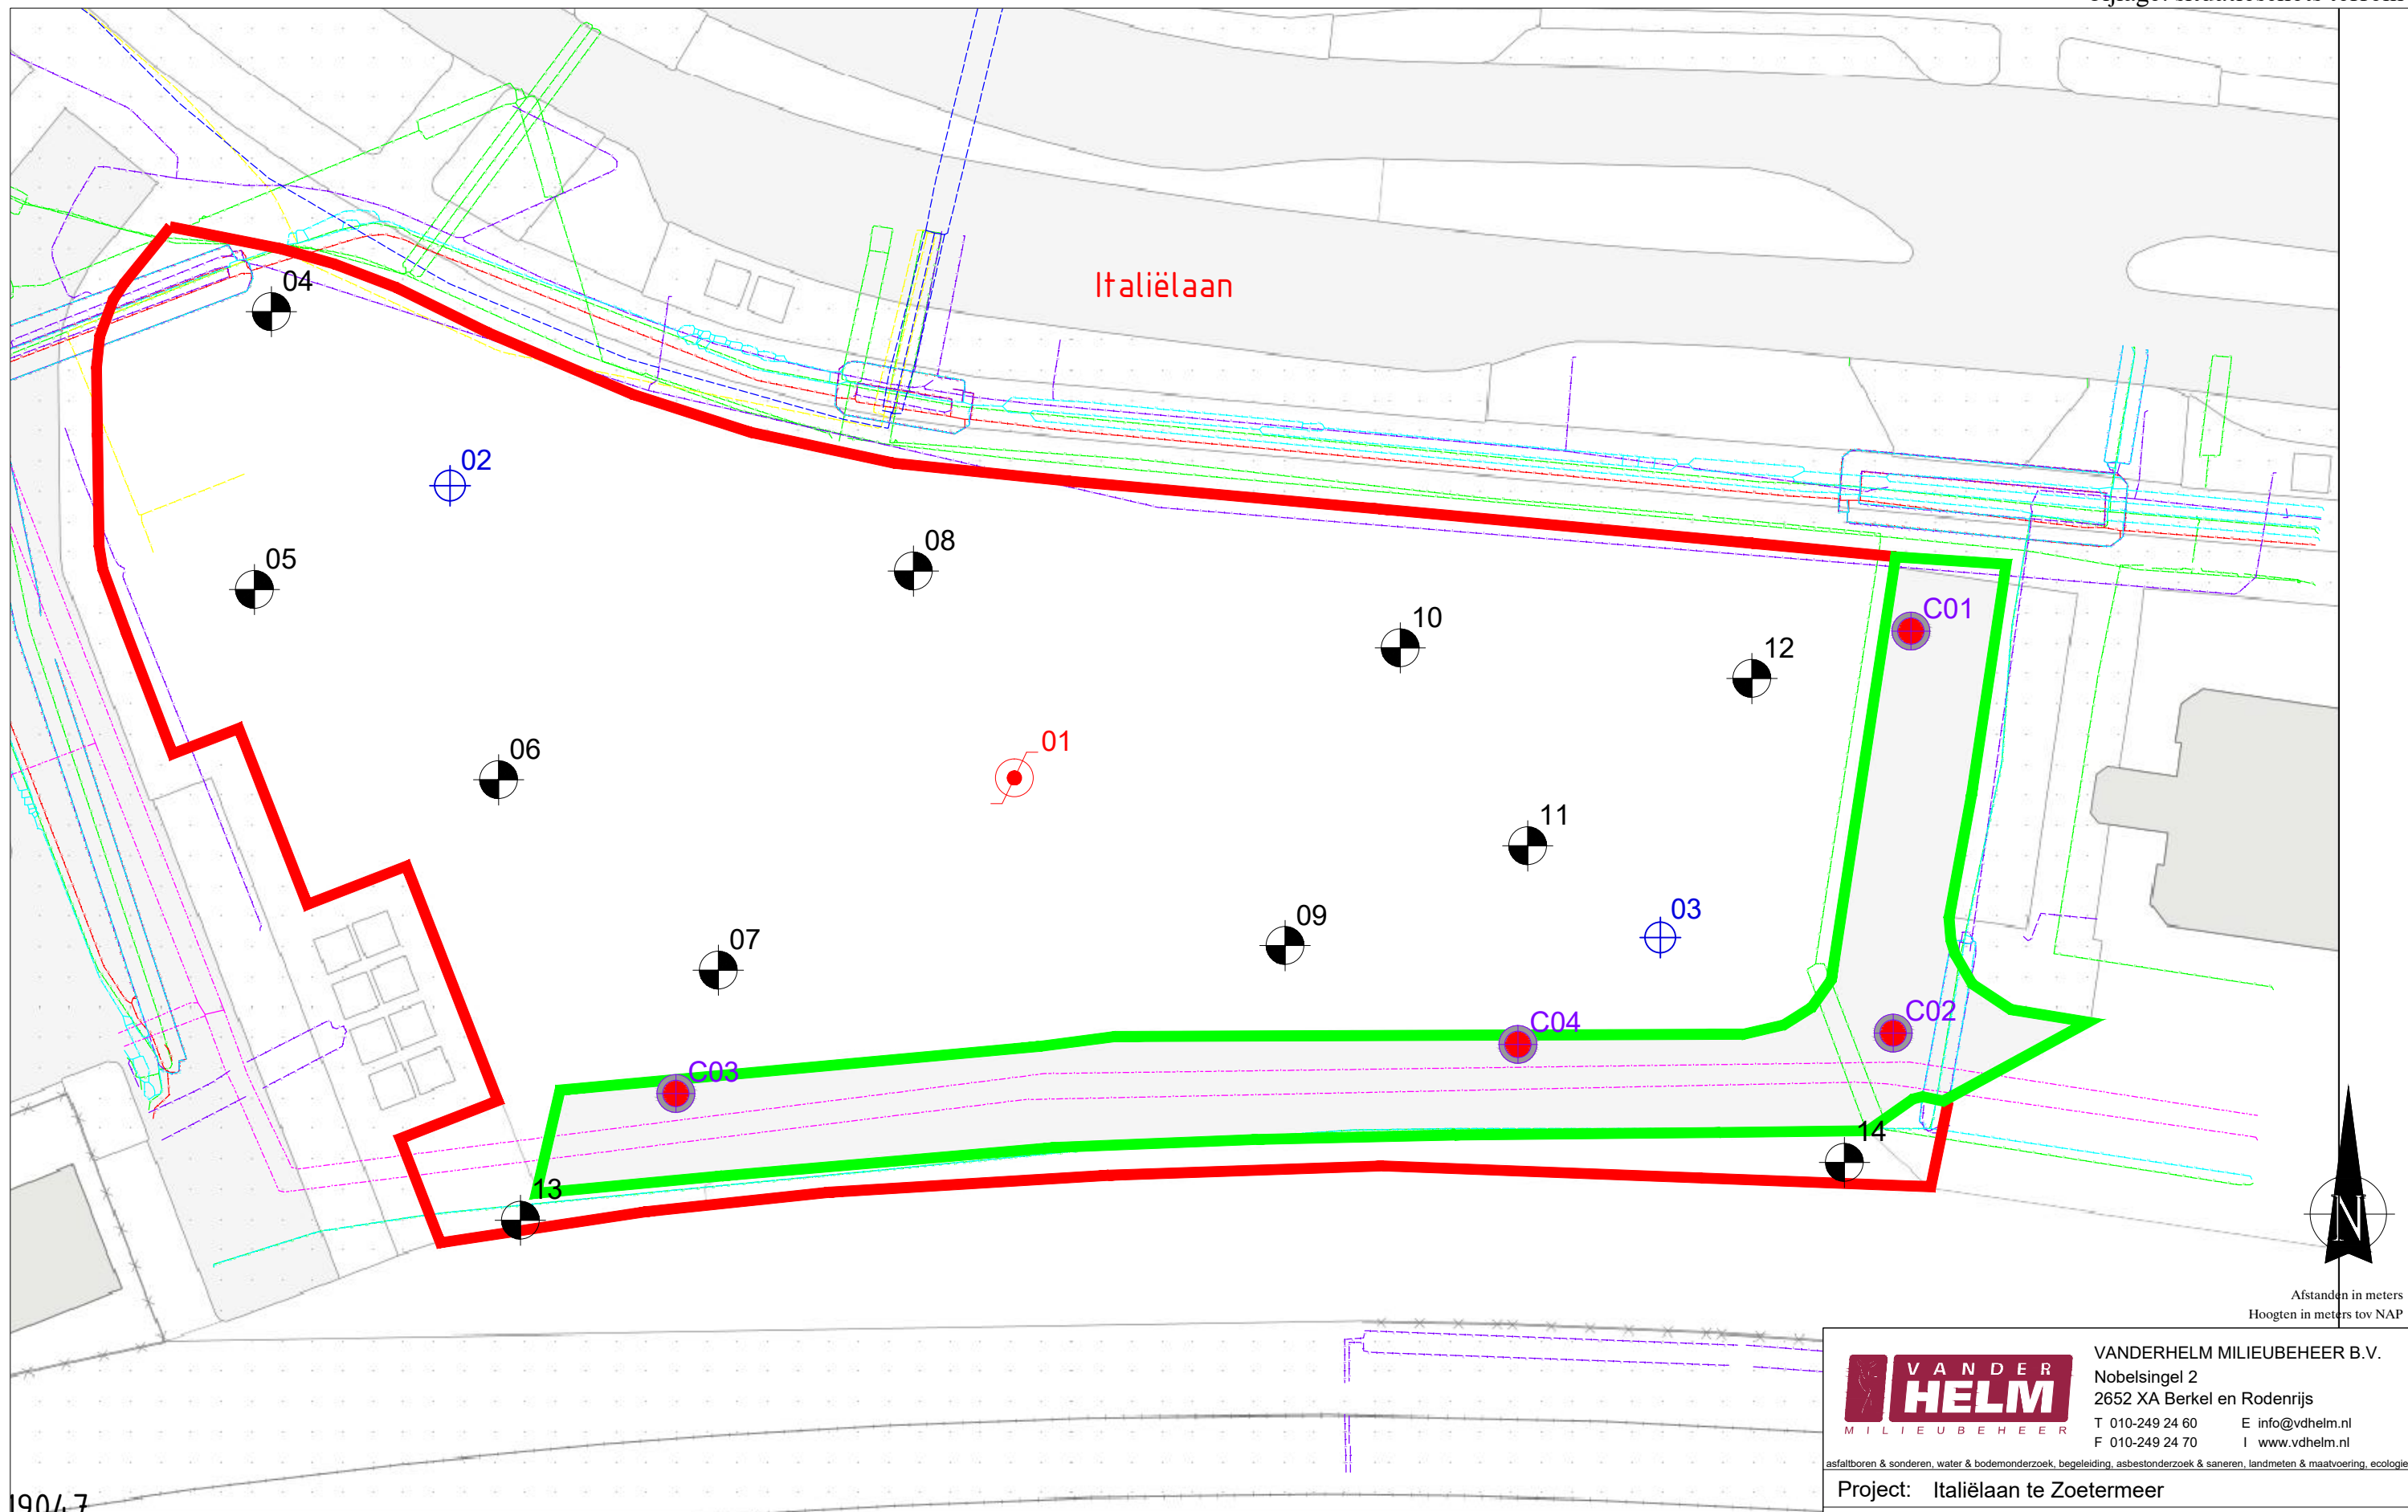 Italiëlaan
04
02
05
08
10
C01
12
06
01
11
03
09
07
C02
C04
C03
14
13
N
Afstanden in meters
Hoogten in meters tov NAP
VANDER
HELM
MILIEUBEHEER
VANDERHELM MILIEUBEHEER B.V.
Nobelsingel 2
2652 XA Berkel en Rodenrijs
T 010-249 24 60 E info@vdhelm.nl
F 010-249 24 70 I www.vdhelm.nl
asfaltboren & sonderen, water & bodemonderzoek, begeleiding, asbestonderzoek & saneren, landmeten & maatvoering, ecologie
Project: Italiëlaan te Zoetermeer